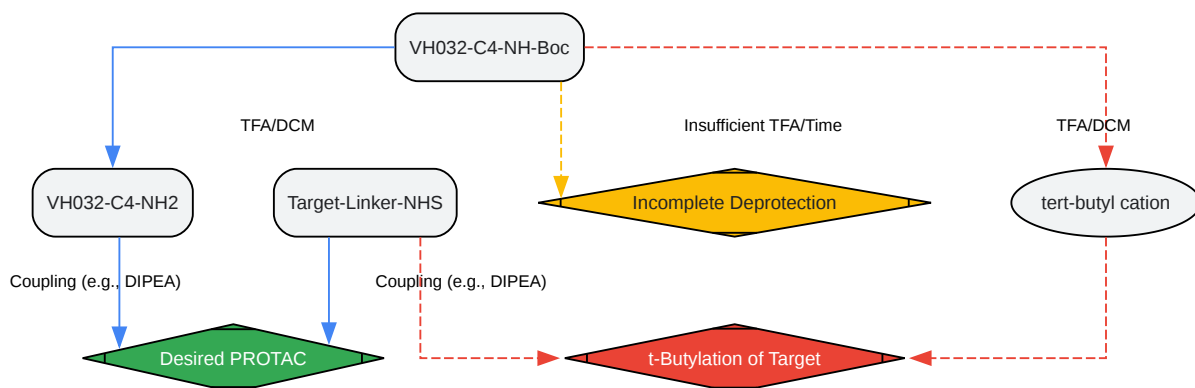 VH032-C4-NH-Boc
TFA/DCM
Insufficient TFA/Time
TFA/DCM
VH032-C4-NH2
Target-Linker-NHS
Incomplete Deprotection
tert-butyl cation
Coupling (e.g., DIPEA)
Coupling (e.g., DIPEA)
Desired PROTAC
t-Butylation of Target